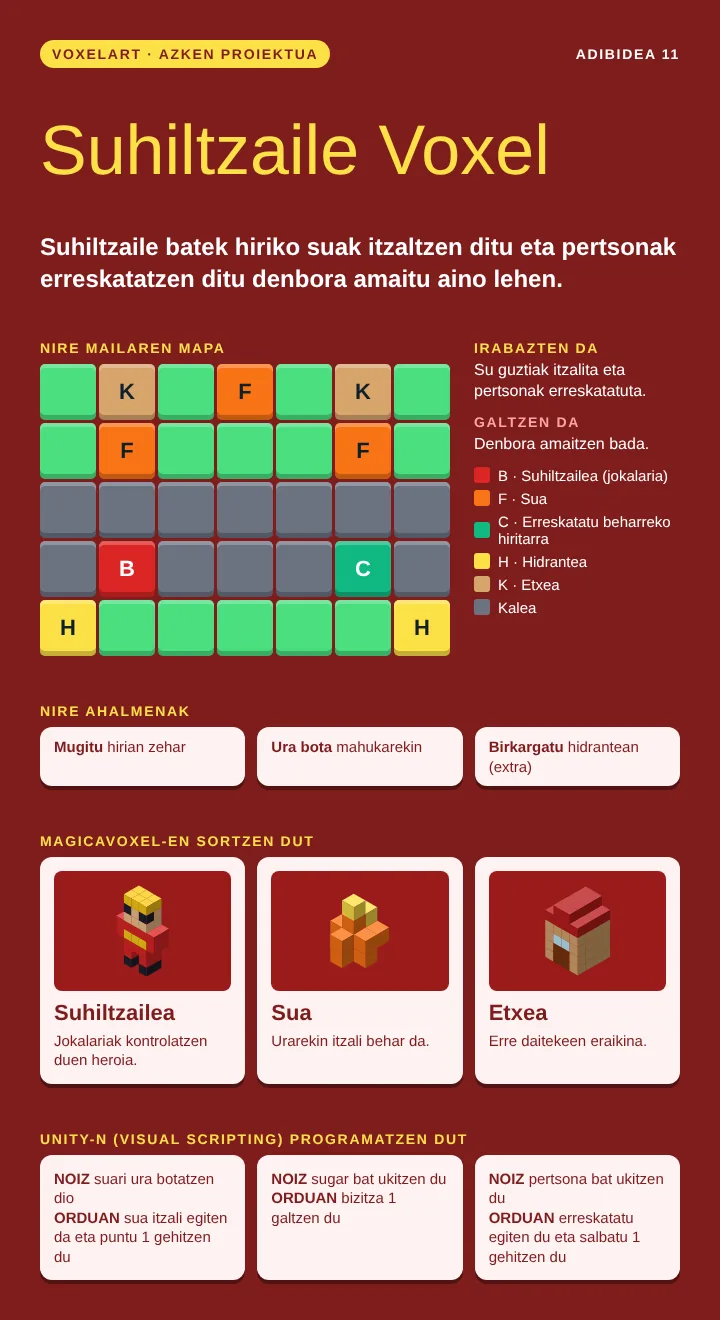 VOXELART · AZKEN PROIEKTUA
ADIBIDEA 11
Suhiltzaile Voxel
Suhiltzaile batek hiriko suak itzaltzen ditu eta pertsonak
erreskatatzen ditu denbora amaitu aino lehen.
NIRE MAILAREN MAPA
K F K
F F
B C
H H
IRABAZTEN DA
Su guztiak itzalita eta
pertsonak erreskatatuta.
GALTZEN DA
Denbora amaitzen bada.
B · Suhiltzailea (jokalaria)
F · Sua
C · Erreskatatu beharreko
hiritarra
H · Hidrantea
K · Etxea
Kalea
NIRE AHALMENAK
Mugitu hirian zehar
Ura bota mahukarekin
Birkargatu hidrantean
(extra)
MAGICAVOXEL-EN SORTZEN DUT
Suhiltzailea
Jokalariak kontrolatzen
duen heroia.
Sua
Urarekin itzali behar da.
Etxea
Erre daitekeen eraikina.
UNITY-N (VISUAL SCRIPTING) PROGRAMATZEN DUT
NOIZ suari ura botatzen
dio
ORDUAN sua itzali egiten
da eta puntu 1 gehitzen
du
NOIZ sugar bat ukitzen du
ORDUAN bizitza 1
galtzen du
NOIZ pertsona bat ukitzen
du
ORDUAN erreskatatu
egiten du eta salbatu 1
gehitzen du